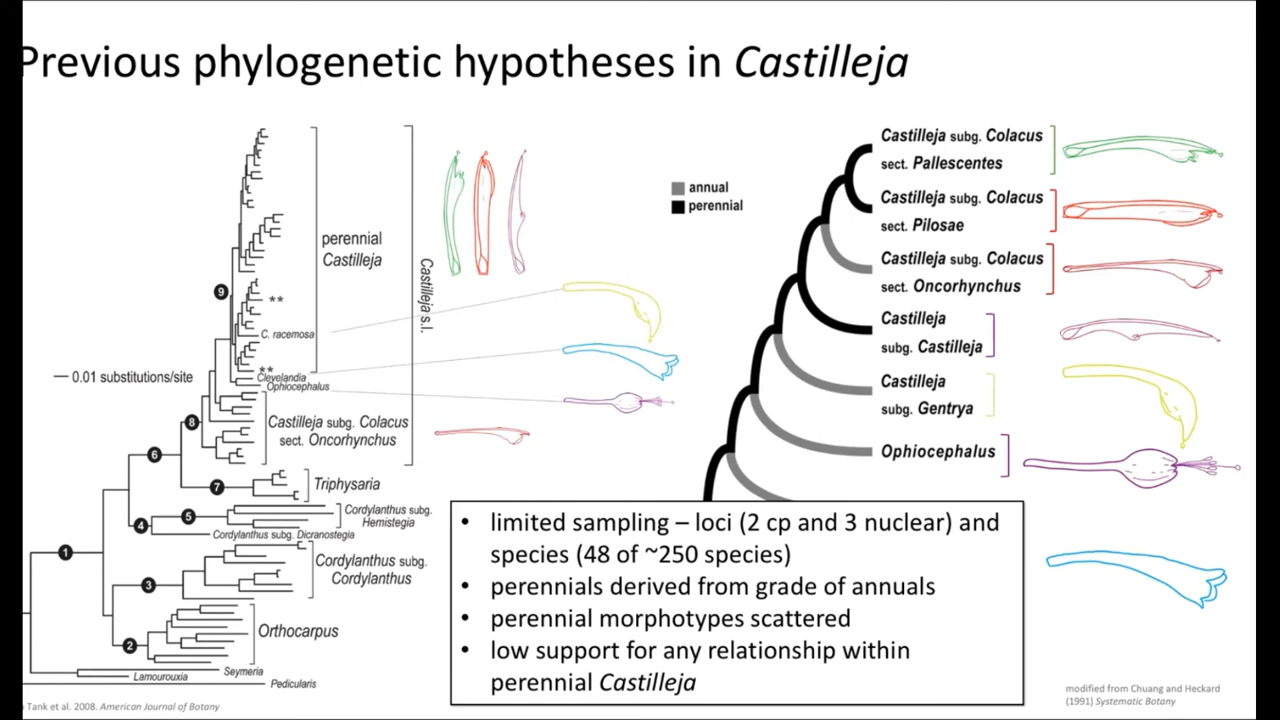 Previous phylogenetic hypotheses in Castilleja
9
**
perennial
Castilleja
Castilleja s.l.
C. racemosa
**
Clevelandia
Ophiocephalus
0.01 substitutions/site
8
Castilleja subg. Colacus
sect. Oncorhynchus
6
7
Triphysaria
5
4
Cordylanthus subg.
Hemistegia
Cordylanthus subg. Dicranostegia
1
3
Cordylanthus subg.
Cordylanthus
2
Orthocarpus
Seymeria
Lamourouxia
Pedicularis
Tank et al. 2008. American Journal of Botany
annual
perennial
Castilleja subg. Colacus
sect. Pallescentes
Castilleja subg. Colacus
sect. Pilosae
Castilleja subg. Colacus
sect. Oncorhynchus
Castilleja
subg. Castilleja
Castilleja
subg. Gentrya
Ophiocephalus
• limited sampling – loci (2 cp and 3 nuclear) and
species (48 of ~250 species)
• perennials derived from grade of annuals
• perennial morphotypes scattered
• low support for any relationship within
perennial Castilleja
modified from Chuang and Heckard
(1991) Systematic Botany